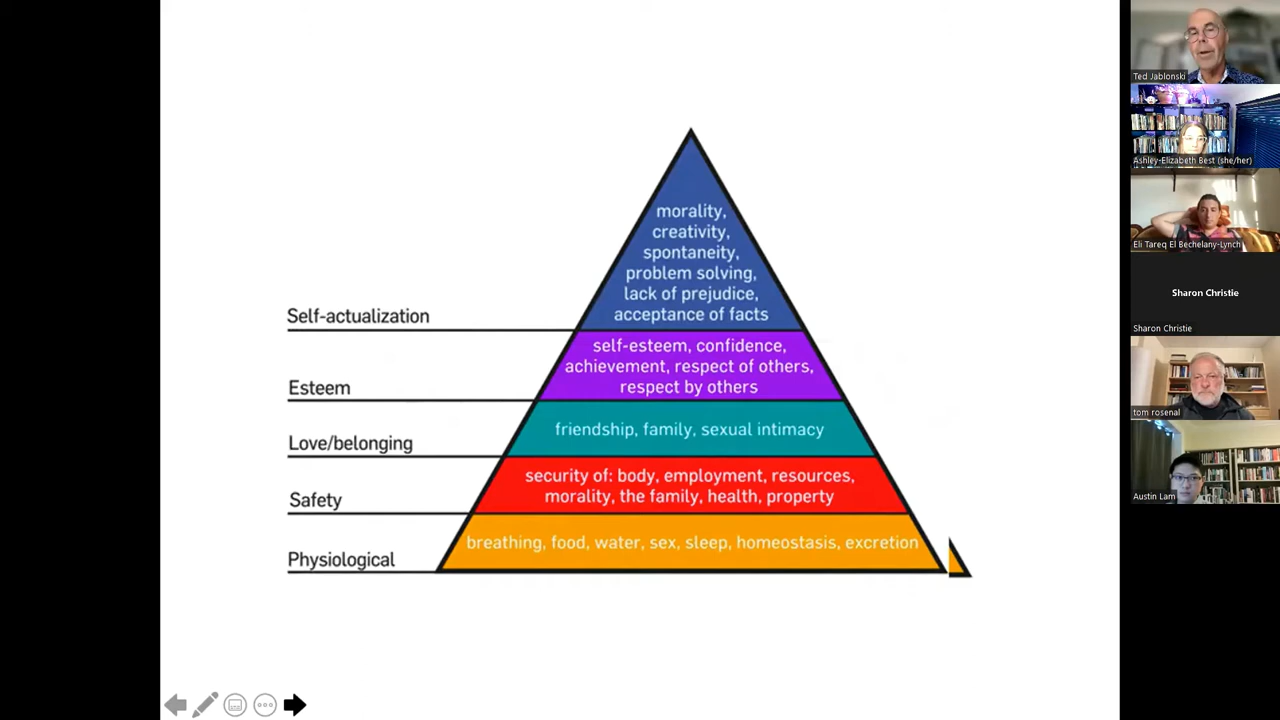 morality,
creativity,
spontaneity,
problem solving,
lack of prejudice,
acceptance of facts
Self-actualization
self-esteem, confidence,
achievement, respect of others,
respect by others
Esteem
friendship, family, sexual intimacy
Love/belonging
security of: body, employment, resources,
morality, the family, health, property
Safety
breathing, food, water, sex, sleep, homeostasis, excretion
Physiological
Ted Jablonski
Ashley-Elizabeth Best (she/her)
Eli Tareq El Bechelany-Lynch
Sharon Christie
Sharon Christie
tom rosenal
Austin Lam